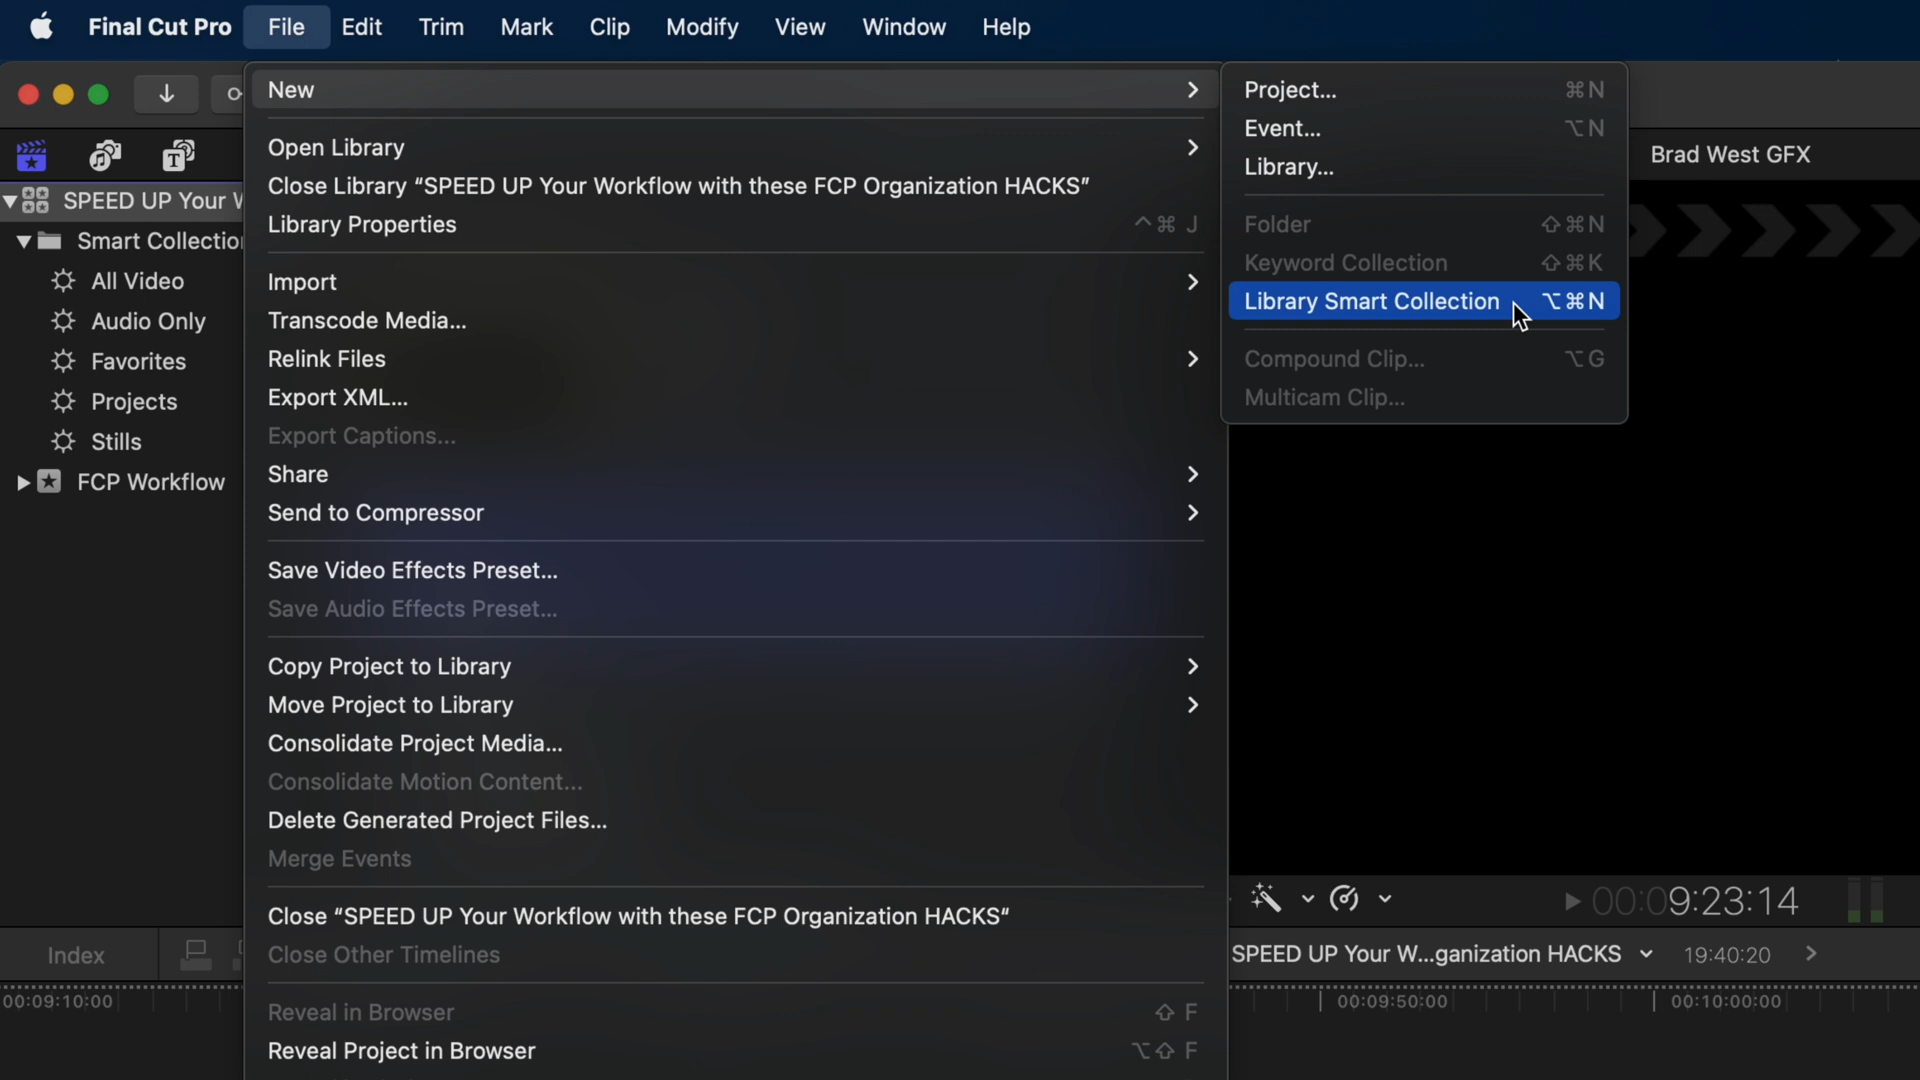 Final Cut Pro File Edit Trim Mark Clip Modify View Window Help
New
Open Library
Close Library “SPEED UP Your Workflow with these FCP Organization HACKS”
Library Properties ⌃⌘ J
Import
Transcode Media...
Relink Files
Export XML...
Export Captions...
Share
Send to Compressor
Save Video Effects Preset...
Save Audio Effects Preset...
Copy Project to Library
Move Project to Library
Consolidate Project Media...
Consolidate Motion Content...
Delete Generated Project Files...
Merge Events
Close “SPEED UP Your Workflow with these FCP Organization HACKS”
Close Other Timelines
Reveal in Browser ⇧ F
Reveal Project in Browser ⌥⇧ F
Project... ⌘N
Event... ⌥N
Library...
Folder ⇧⌘N
Keyword Collection ⇧⌘K
Library Smart Collection ⌥⌘N
Compound Clip... ⌥G
Multicam Clip...
SPEED UP Your
Smart Collection
All Video
Audio Only
Favorites
Projects
Stills
FCP Workflow
Brad West GFX
00:09:23:14
Index
SPEED UP Your W...ganization HACKS 19:40:20
00:09:10:00
00:09:50:00
00:10:00:00